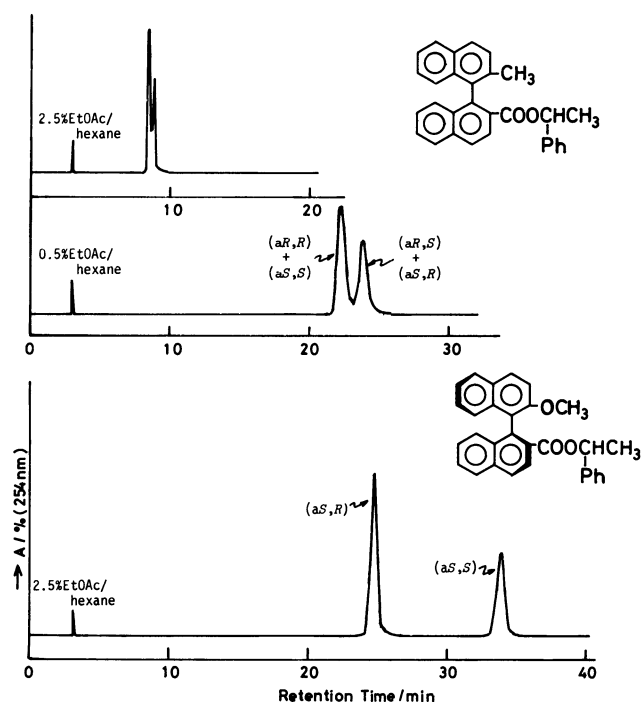 CH₃
COOCHCH₃
Ph
2.5%EtOAc/
hexane
10
20
0.5%EtOAc/
hexane
(aR,R)
+
(aS,S)
(aR,S)
+
(aS,R)
0
10
20
30
OCH₃
COOCHCH₃
Ph
A / % (254nm)
(aS,R)
(aS,S)
2.5%EtOAc/
hexane
0
10
20
30
40
Retention Time/min